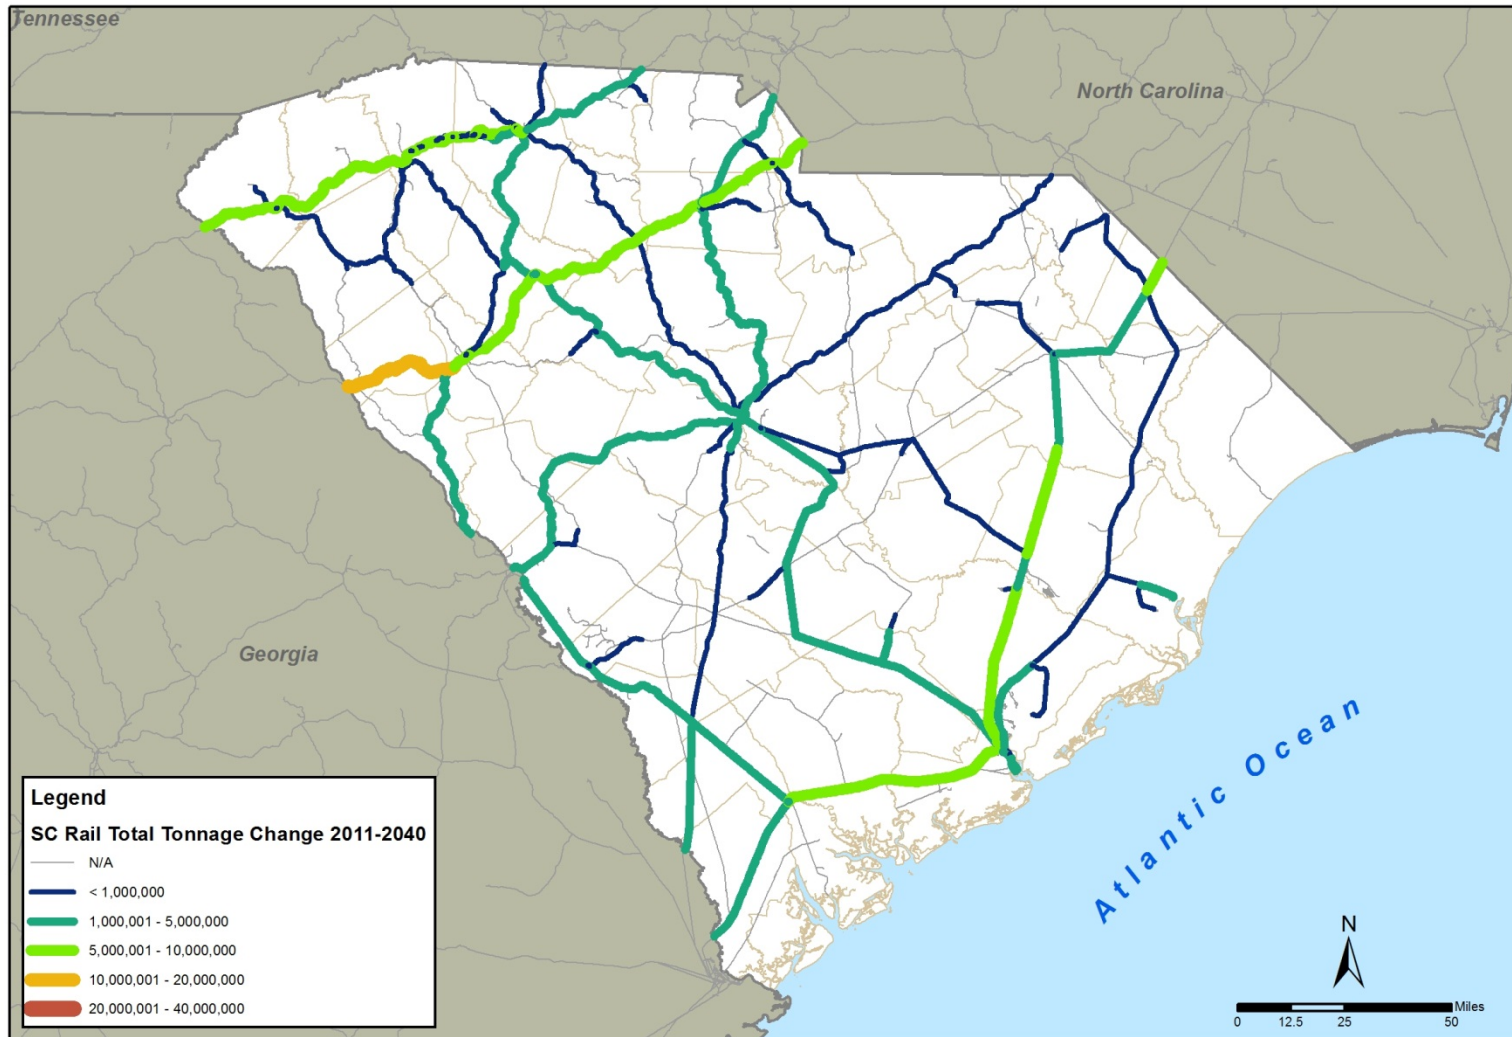 Tennessee
North Carolina
Georgia
Atlantic Ocean
Legend
SC Rail Total Tonnage Change 2011-2040
N/A
< 1,000,000
1,000,001 - 5,000,000
5,000,001 - 10,000,000
10,000,001 - 20,000,000
20,000,001 - 40,000,000
N
Miles
0 12.5 25 50